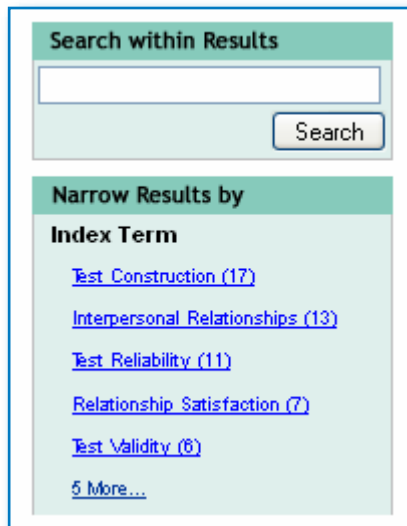 Search within Results
Search
Narrow Results by
Index Term
Test Construction (17)
Interpersonal Relationships (13)
Test Reliability (11)
Relationship Satisfaction (7)
Test Validity (6)
5 More...